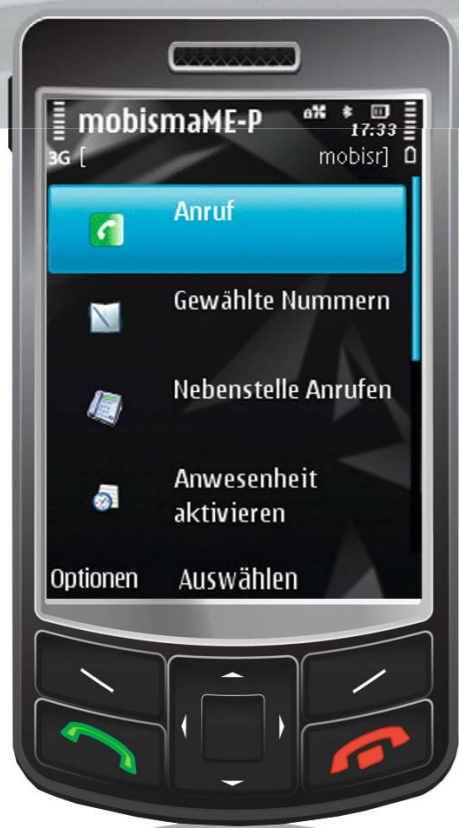 mobismaME-P
17:33
3G [ mobisr]
Anruf
Gewählte Nummern
Nebenstelle Anrufen
Anwesenheit
aktivieren
Optionen Auswählen